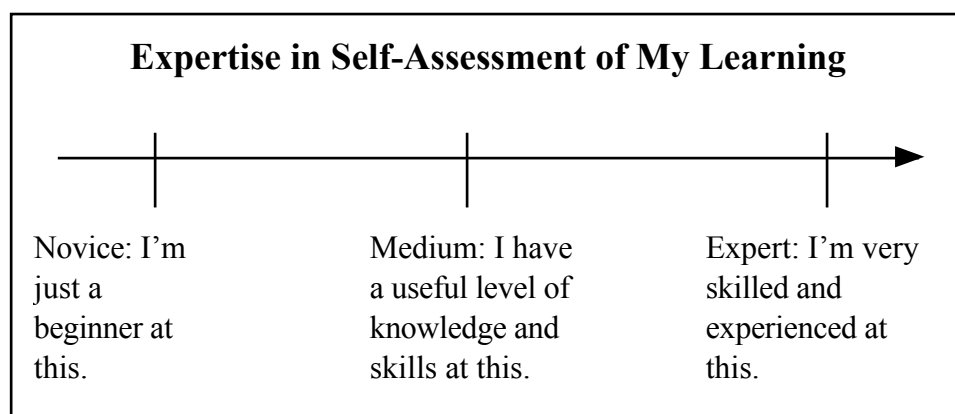 Expertise in Self-Assessment of My Learning
Novice: I’m
just a
beginner at
this.
Medium: I have
a useful level of
knowledge and
skills at this.
Expert: I’m very
skilled and
experienced at
this.